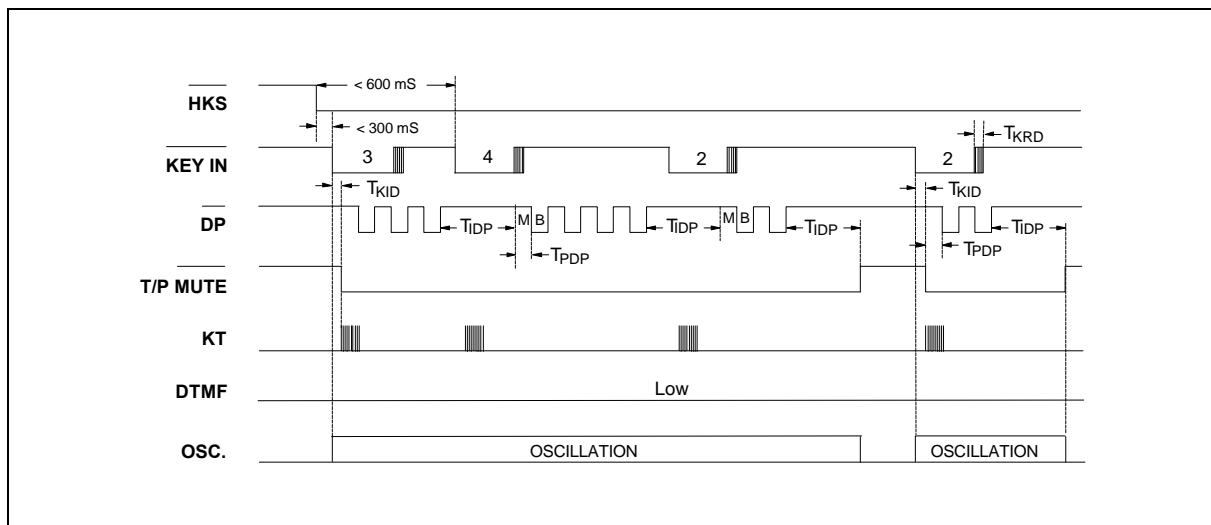 < 600 mS
HKS
< 300 mS
TKRD
KEY IN
3
4
2
2
TKID
TKID
DP
TIDP
M
B
TIDP
M
B
TIDP
TIDP
TPDP
TPDP
T/P MUTE
KT
DTMF
Low
OSC.
OSCILLATION
OSCILLATION